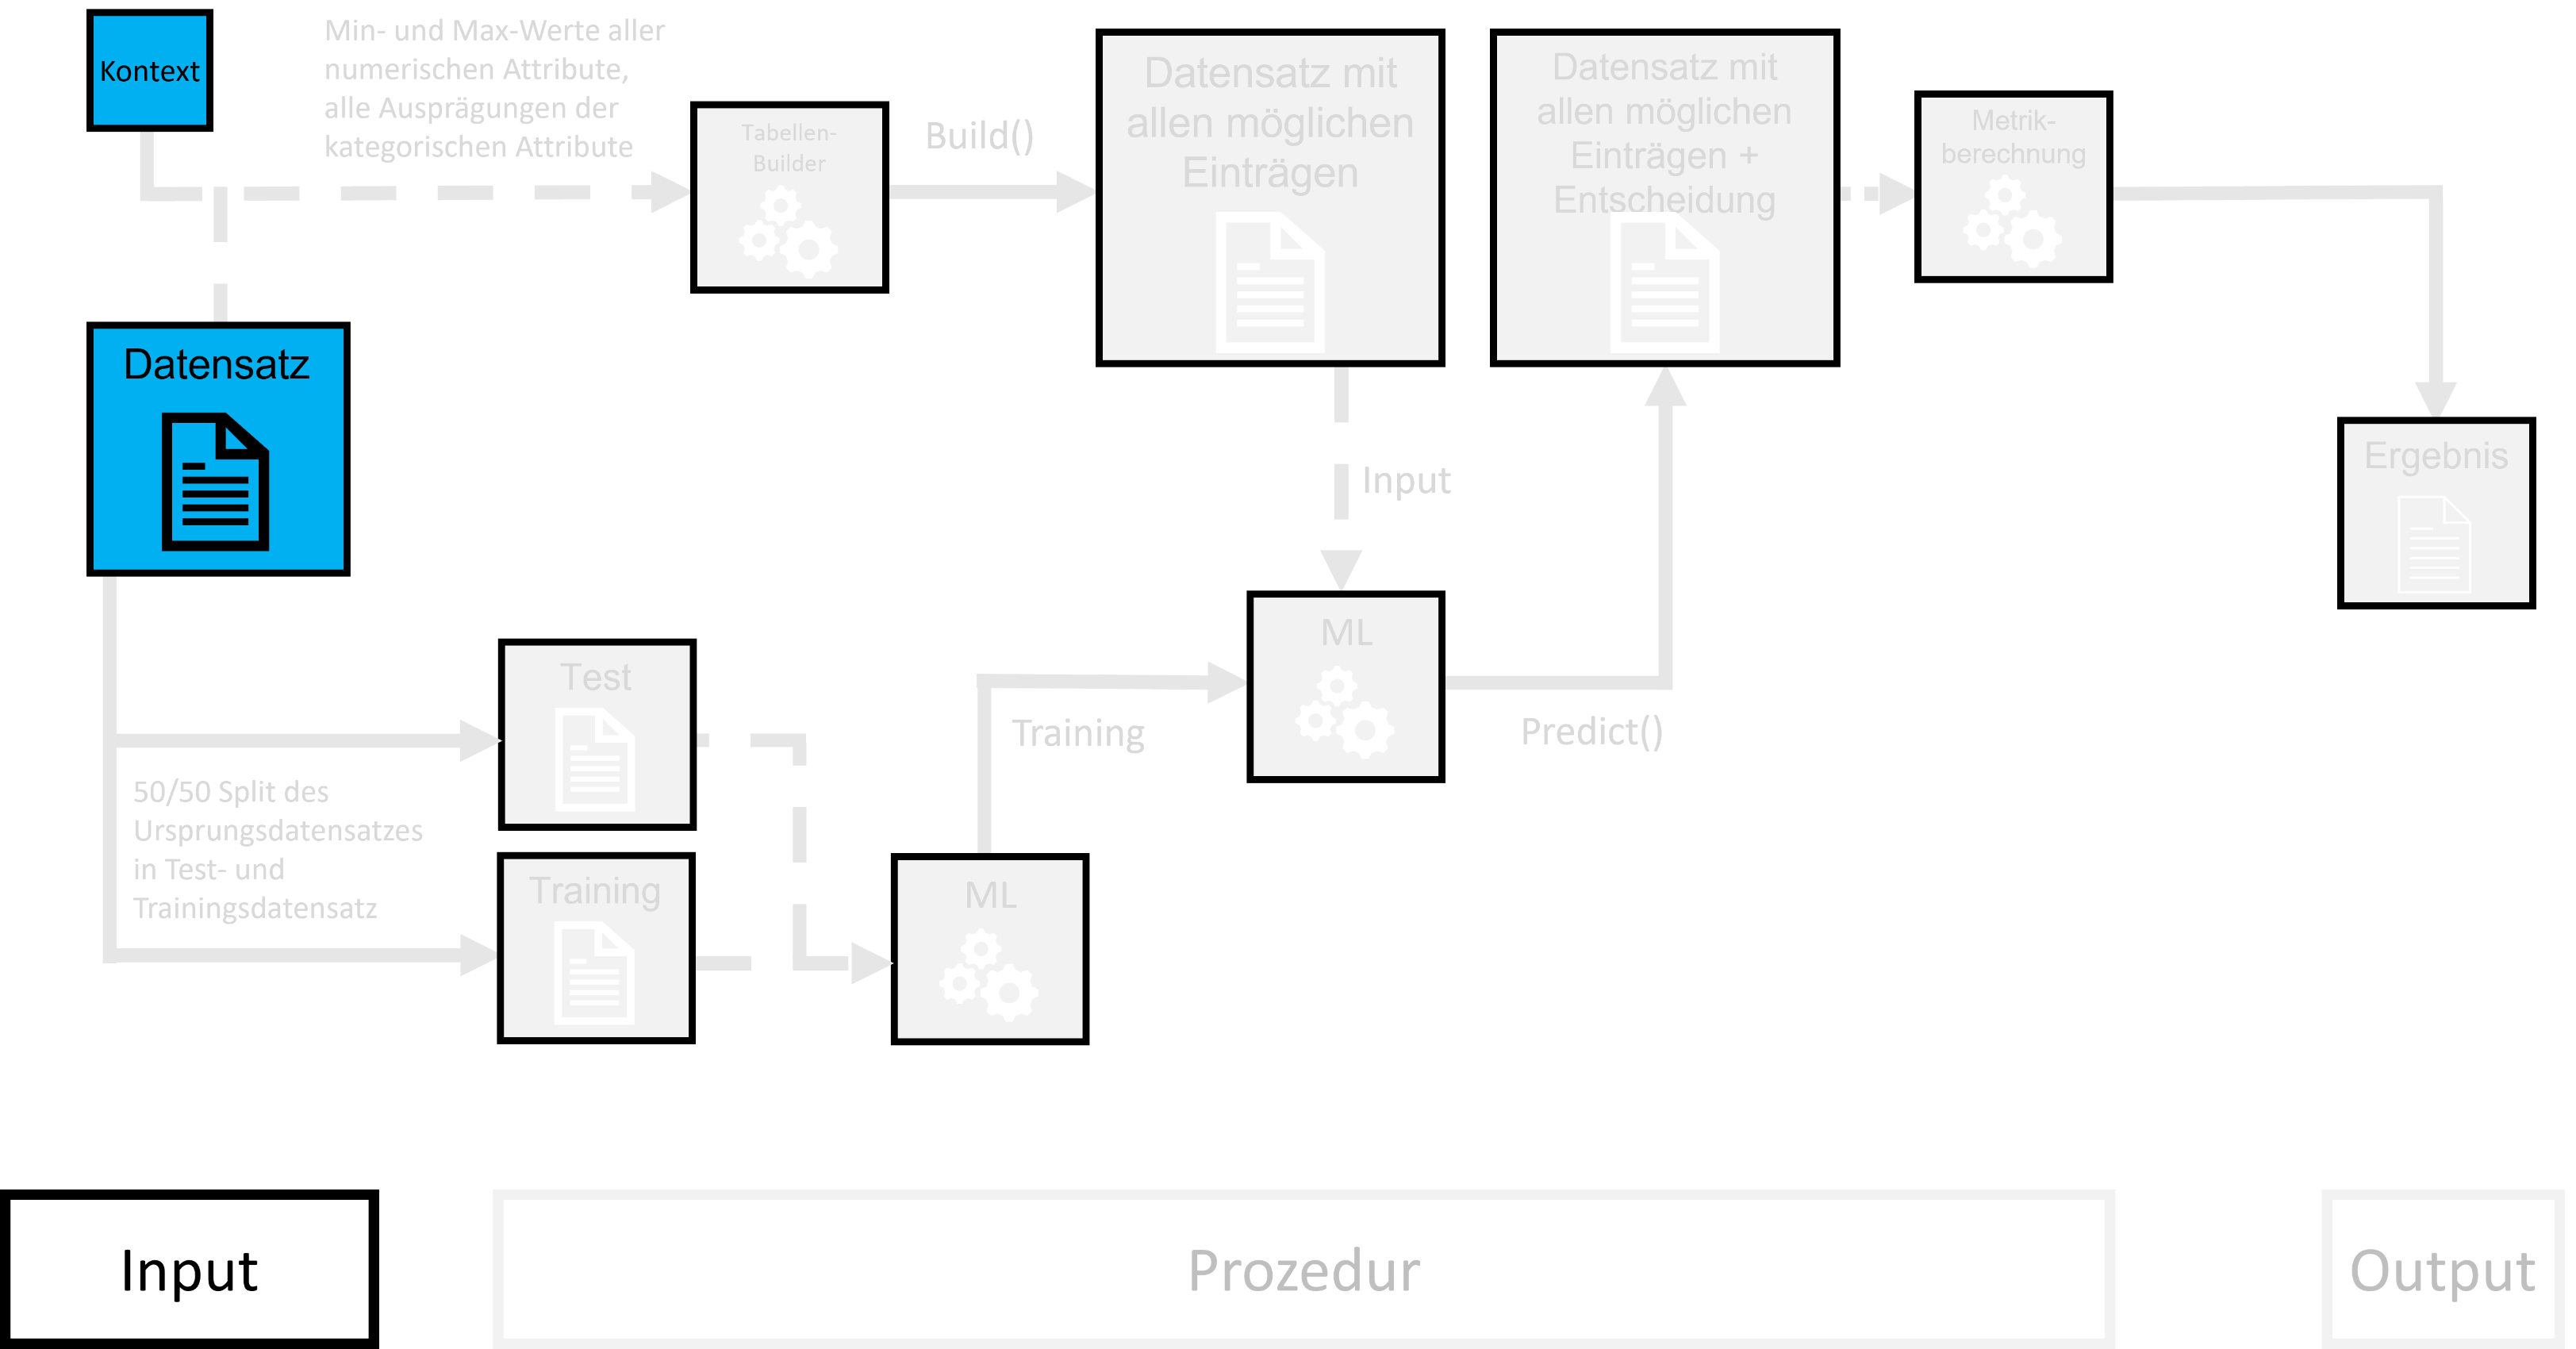 Kontext
Min- und Max-Werte aller
numerischen Attribute,
alle Ausprägungen der
kategorischen Attribute
Tabellen-
Builder
Build()
Datensatz mit
allen möglichen
Einträgen
Datensatz mit
allen möglichen
Einträgen +
Entscheidung
Metrik-
berechnung
Datensatz
Input
Ergebnis
Test
ML
Training
Predict()
50/50 Split des
Ursprungsdatensatzes
in Test- und
Trainingsdatensatz
Training
ML
Input
Prozedur
Output